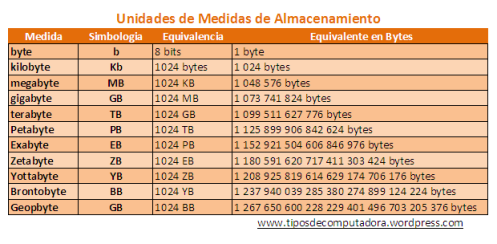 Unidades de Medidas de Almacenamiento
Medida Simbologia Equivalencia Equivalente en Bytes
byte b 8 bits 1 byte
kilobyte Kb 1024 bytes 1 024 bytes
megabyte MB 1024 KB 1 048 576 bytes
gigabyte GB 1024 MB 1 073 741 824 bytes
terabyte TB 1024 GB 1 099 511 627 776 bytes
Petabyte PB 1024 TB 1 125 899 906 842 624 bytes
Exabyte EB 1024 PB 1 152 921 504 606 846 976 bytes
Zetabyte ZB 1024 EB 1 180 591 620 717 411 303 424 bytes
Yottabyte YB 1024 ZB 1 208 925 819 614 629 174 706 176 bytes
Brontobyte BB 1024 YB 1 237 940 039 285 380 274 899 124 224 bytes
Geopbyte GB 1024 BB 1 267 650 600 228 229 401 496 703 205 376 bytes
www.tiposdecomputadora.wordpress.com